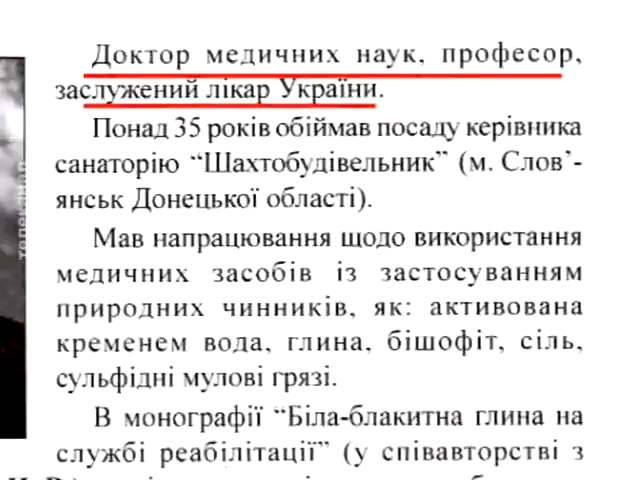 Доктор медичних наук, професор,
заслужений лікар України.
Понад 35 років обіймав посаду керівника
санаторію “Шахтобудівельник” (м. Слов’-
янськ Донецької області).
Мав напрацювання щодо використання
медичних засобів із застосуванням
природних чинників, як: активована
кременем вода, глина, бішофіт, сіль,
сульфідні мулові грязі.
В монографії “Біла-блакитна глина на
службі реабілітації” (у співавторстві з
телеканал